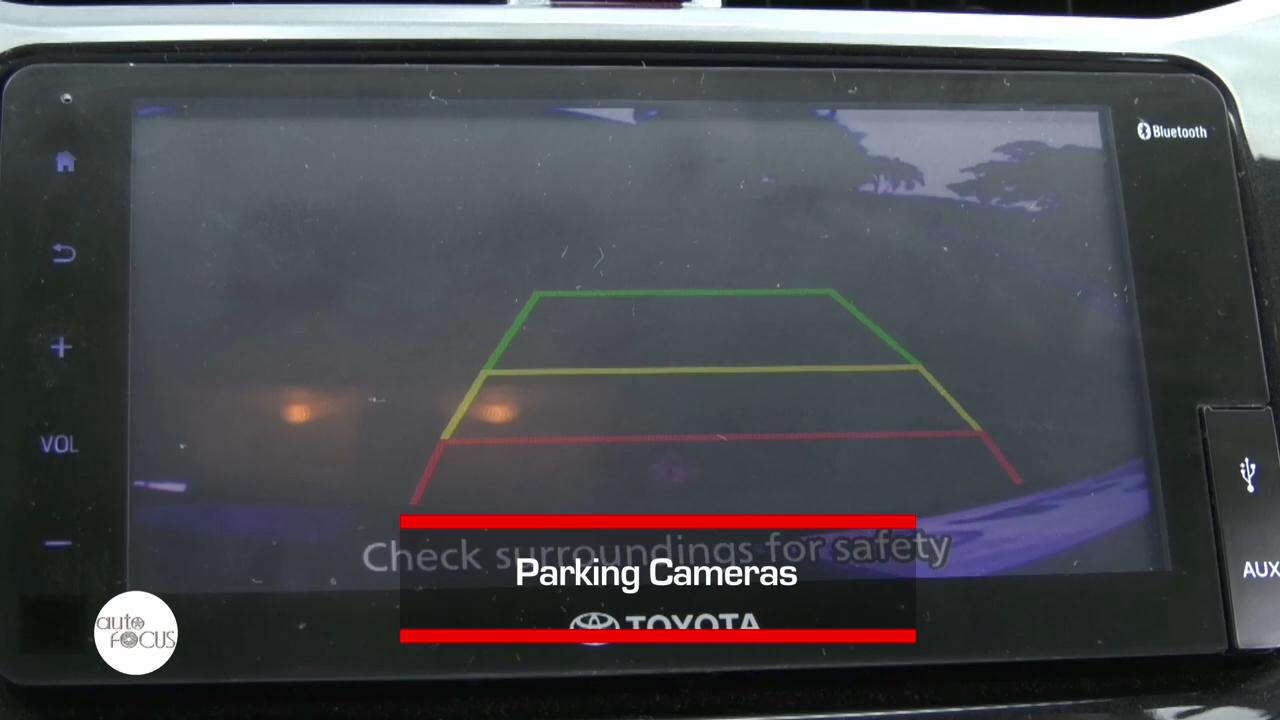 Bluetooth
VOL
AUX
Check surroundings for safety
Parking Cameras
TOYOTA
auto
FOCUS